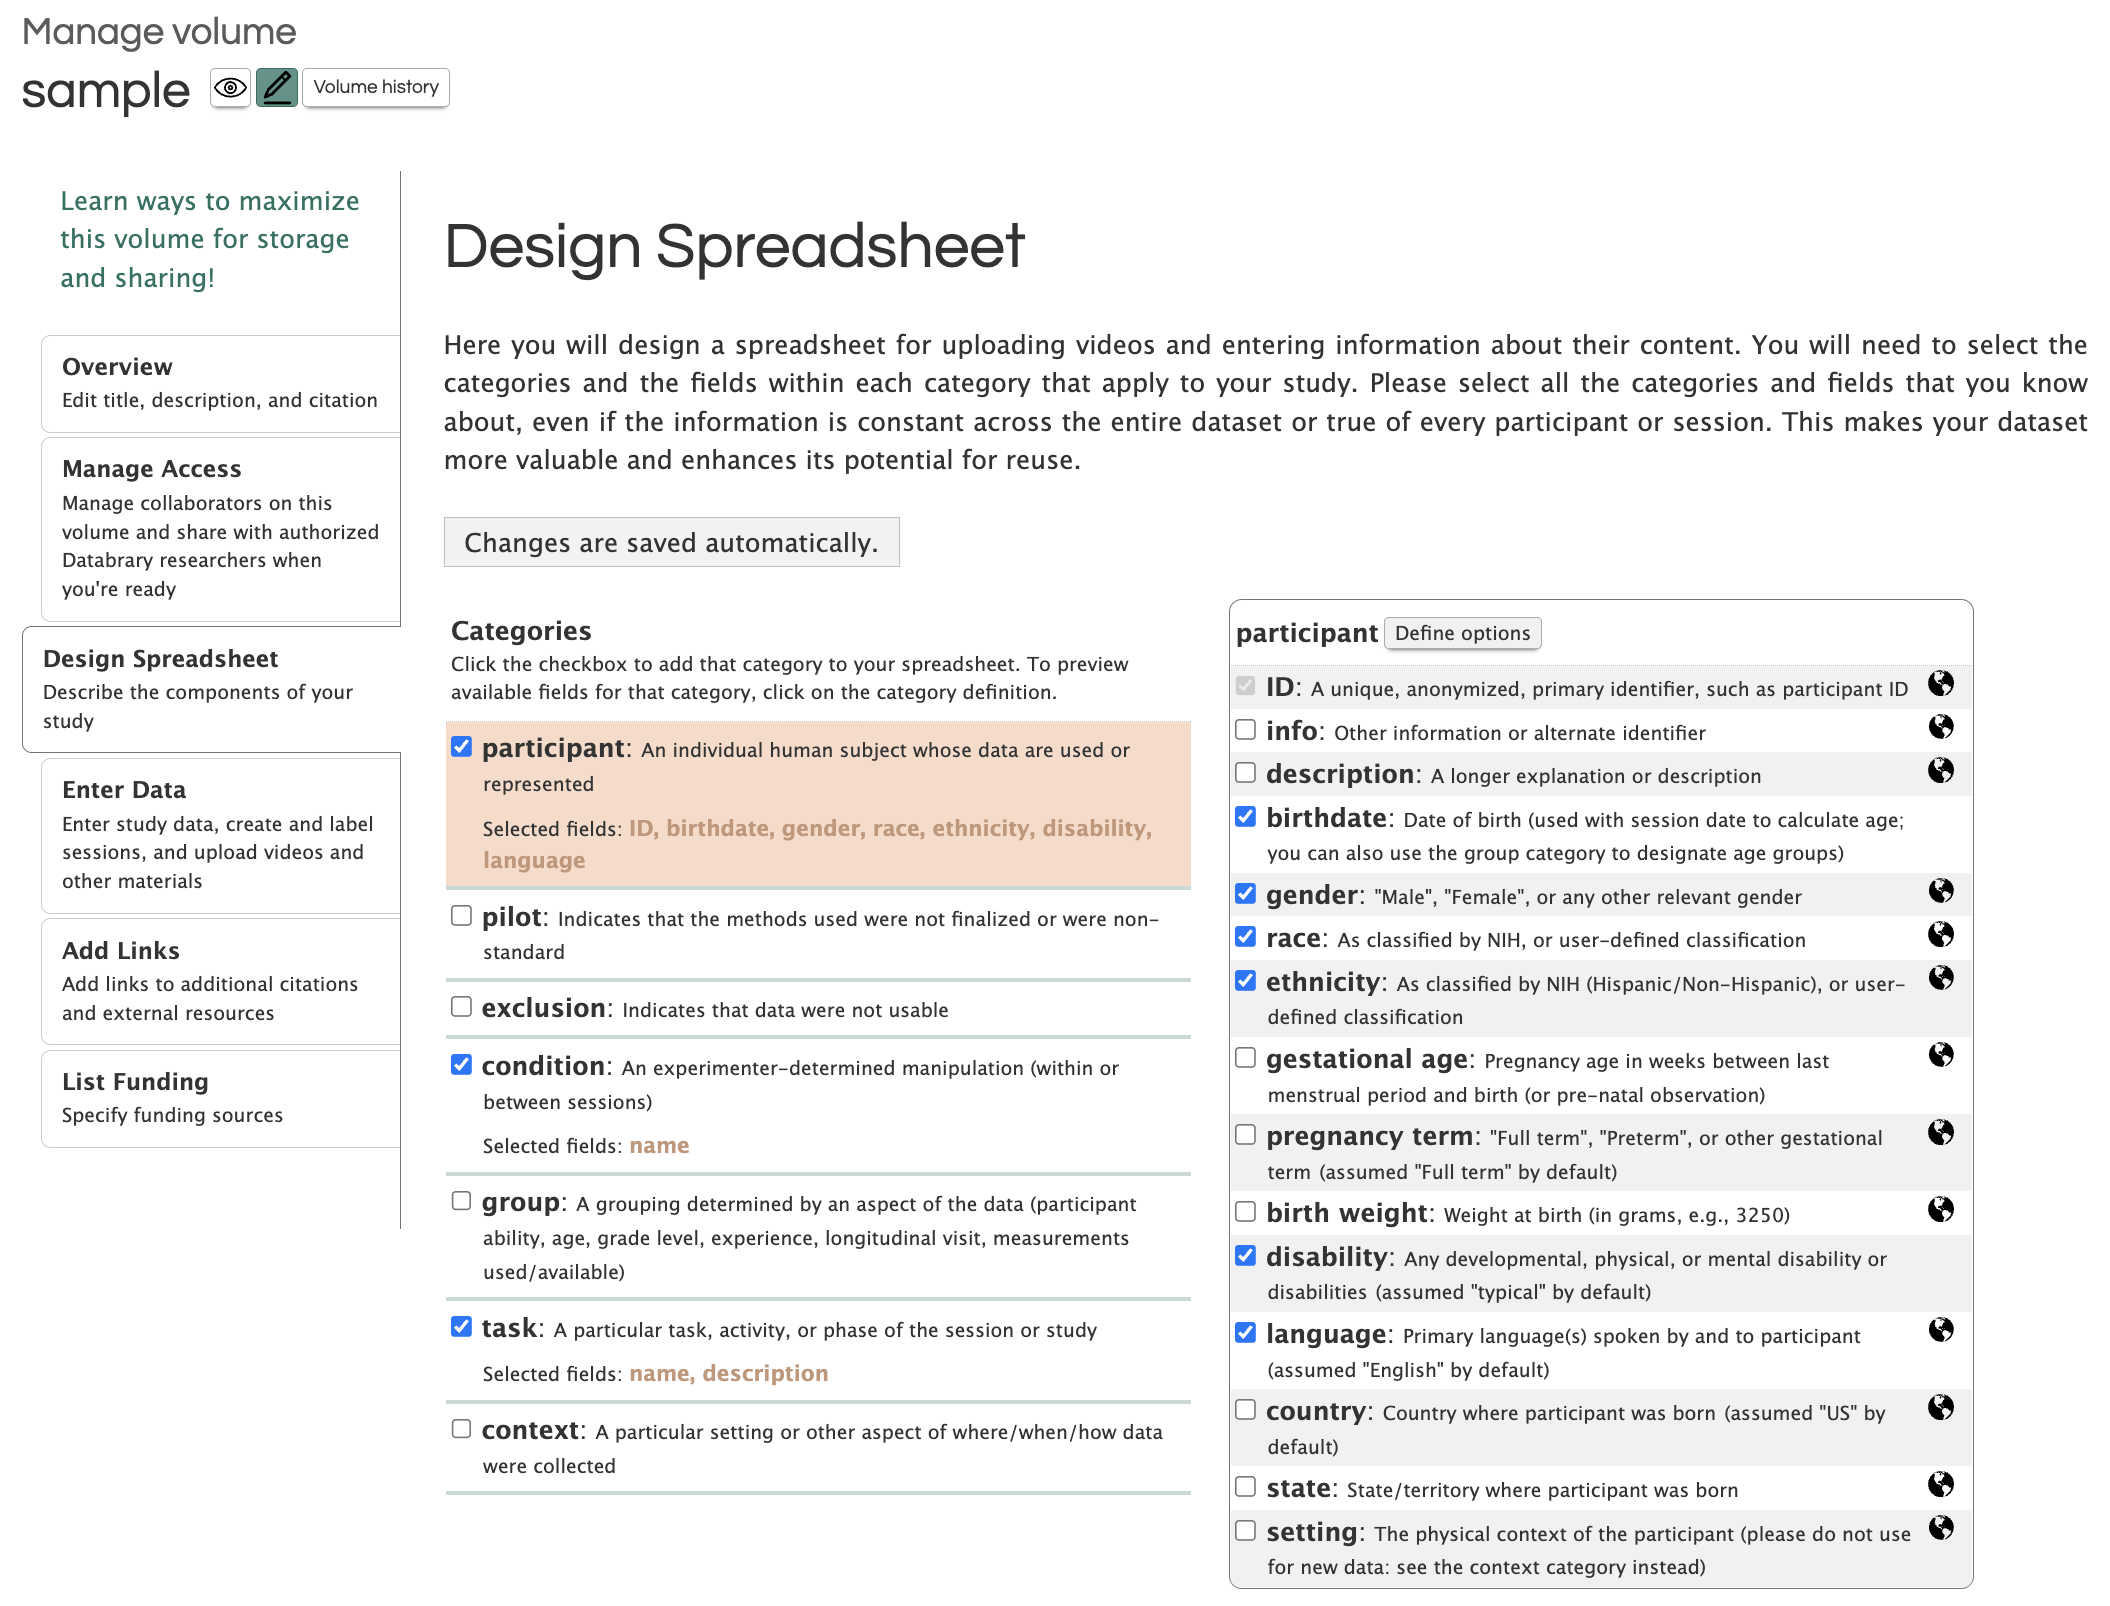 Manage volume
sample
Volume history
Learn ways to maximize
this volume for storage
and sharing!
Overview
Edit title, description, and citation
Manage Access
Manage collaborators on this
volume and share with authorized
Databrary researchers when
you're ready
Design Spreadsheet
Describe the components of your
study
Enter Data
Enter study data, create and label
sessions, and upload videos and
other materials
Add Links
Add links to additional citations
and external resources
List Funding
Specify funding sources
Design Spreadsheet
Here you will design a spreadsheet for uploading videos and entering information about their content. You will need to select the
categories and the fields within each category that apply to your study. Please select all the categories and fields that you know
about, even if the information is constant across the entire dataset or true of every participant or session. This makes your dataset
more valuable and enhances its potential for reuse.
Changes are saved automatically.
Categories
Click the checkbox to add that category to your spreadsheet. To preview
available fields for that category, click on the category definition.
participant: An individual human subject whose data are used or
represented
Selected fields: ID, birthdate, gender, race, ethnicity, disability,
language
pilot: Indicates that the methods used were not finalized or were non-
standard
exclusion: Indicates that data were not usable
condition: An experimenter-determined manipulation (within or
between sessions)
Selected fields: name
group: A grouping determined by an aspect of the data (participant
ability, age, grade level, experience, longitudinal visit, measurements
used/available)
task: A particular task, activity, or phase of the session or study
Selected fields: name, description
context: A particular setting or other aspect of where/when/how data
were collected
participant Define options
ID: A unique, anonymized, primary identifier, such as participant ID
info: Other information or alternate identifier
description: A longer explanation or description
birthdate: Date of birth (used with session date to calculate age;
you can also use the group category to designate age groups)
gender: "Male", "Female", or any other relevant gender
race: As classified by NIH, or user-defined classification
ethnicity: As classified by NIH (Hispanic/Non-Hispanic), or user-
defined classification
gestational age: Pregnancy age in weeks between last
menstrual period and birth (or pre-natal observation)
pregnancy term: "Full term", "Preterm", or other gestational
term (assumed "Full term" by default)
birth weight: Weight at birth (in grams, e.g., 3250)
disability: Any developmental, physical, or mental disability or
disabilities (assumed "typical" by default)
language: Primary language(s) spoken by and to participant
(assumed "English" by default)
country: Country where participant was born (assumed "US" by
default)
state: State/territory where participant was born
setting: The physical context of the participant (please do not use
for new data: see the context category instead)